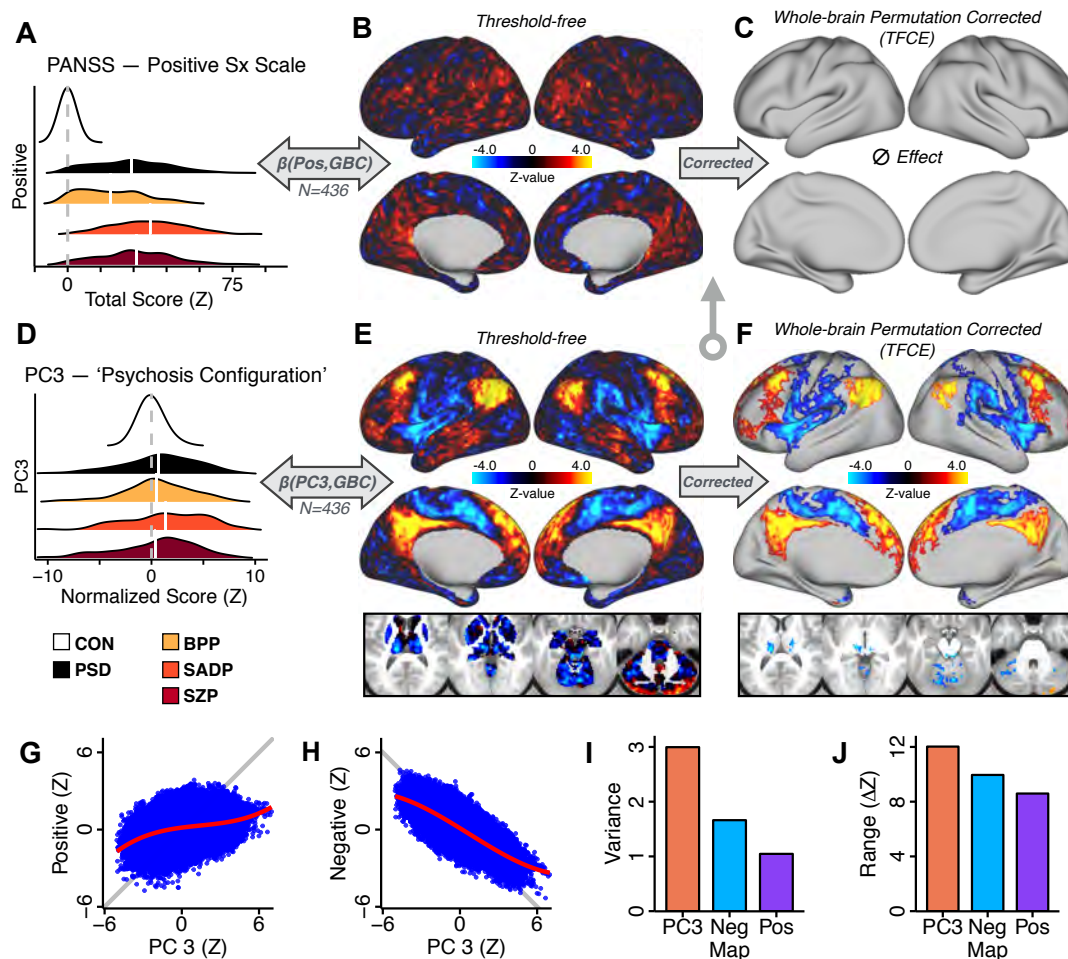 A
PANSS — Positive Sx Scale
Positive
0
75
Total Score (Z)
β(Pos,GBC)
N=436
B
Threshold-free
-4.0
0
4.0
Z-value
Corrected
C
Whole-brain Permutation Corrected
(TFCE)
∅ Effect
D
PC3 — 'Psychosis Configuration'
PC3
−10
0
10
Normalized Score (Z)
CON
PSD
BPP
SADP
SZP
β(PC3,GBC)
N=436
E
Threshold-free
-4.0
0
4.0
Z-value
Corrected
F
Whole-brain Permutation Corrected
(TFCE)
-4.0
0
4.0
Z-value
G
Positive (Z)
6
0
−6
−6
0
6
PC 3 (Z)
H
Negative (Z)
6
0
−6
−6
0
6
PC 3 (Z)
I
Variance
3
2
1
0
PC3 Neg Pos
Map
J
Range (ΔZ)
12
8
4
0
PC3 Neg Pos
Map